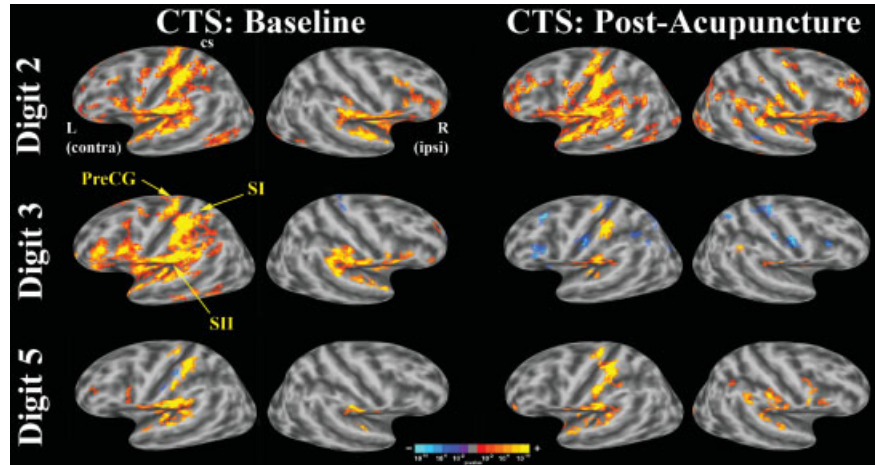 CTS: Baseline
CTS: Post-Acupuncture
Digit 2
cs
L
(contra)
R
(ipsi)
Digit 3
PreCG
SI
SII
Digit 5
- +